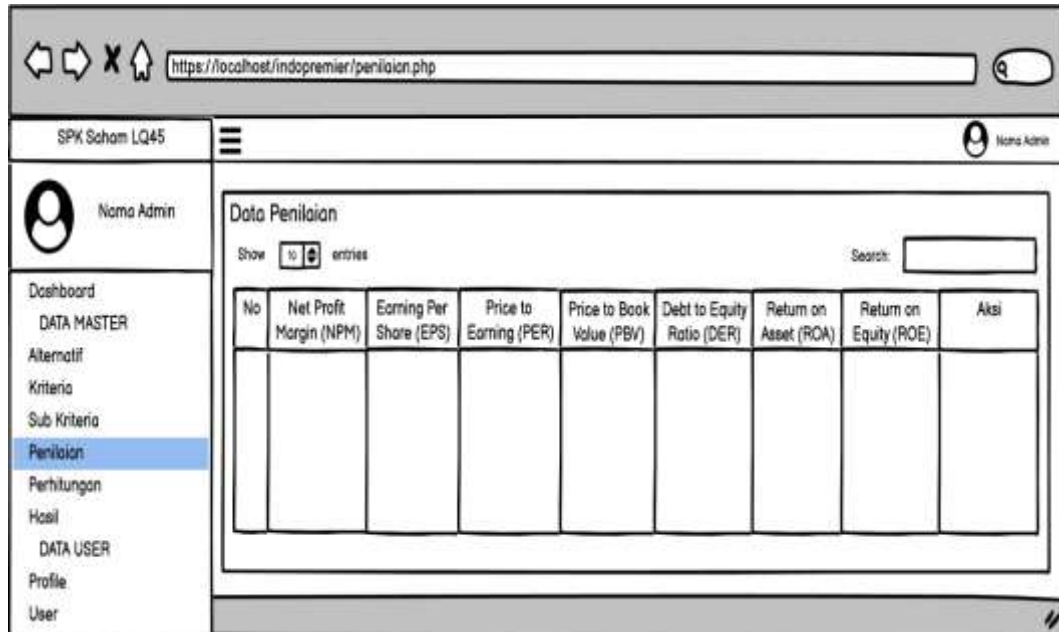 https://localhost/indopremier/penilaian.php
SPK Saham LQ45
Nama Admin
Nama Admin
Dashboard
DATA MASTER
Alternatif
Kriteria
Sub Kriteria
Penilaian
Perhitungan
Hasil
DATA USER
Profile
User
Data Penilaian
Show 10 entries
Search:
No
Net Profit
Margin (NPM)
Earning Per
Share (EPS)
Price to
Earning (PER)
Price to Book
Value (PBV)
Debt to Equity
Ratio (DER)
Return on
Asset (ROA)
Return on
Equity (ROE)
Aksi